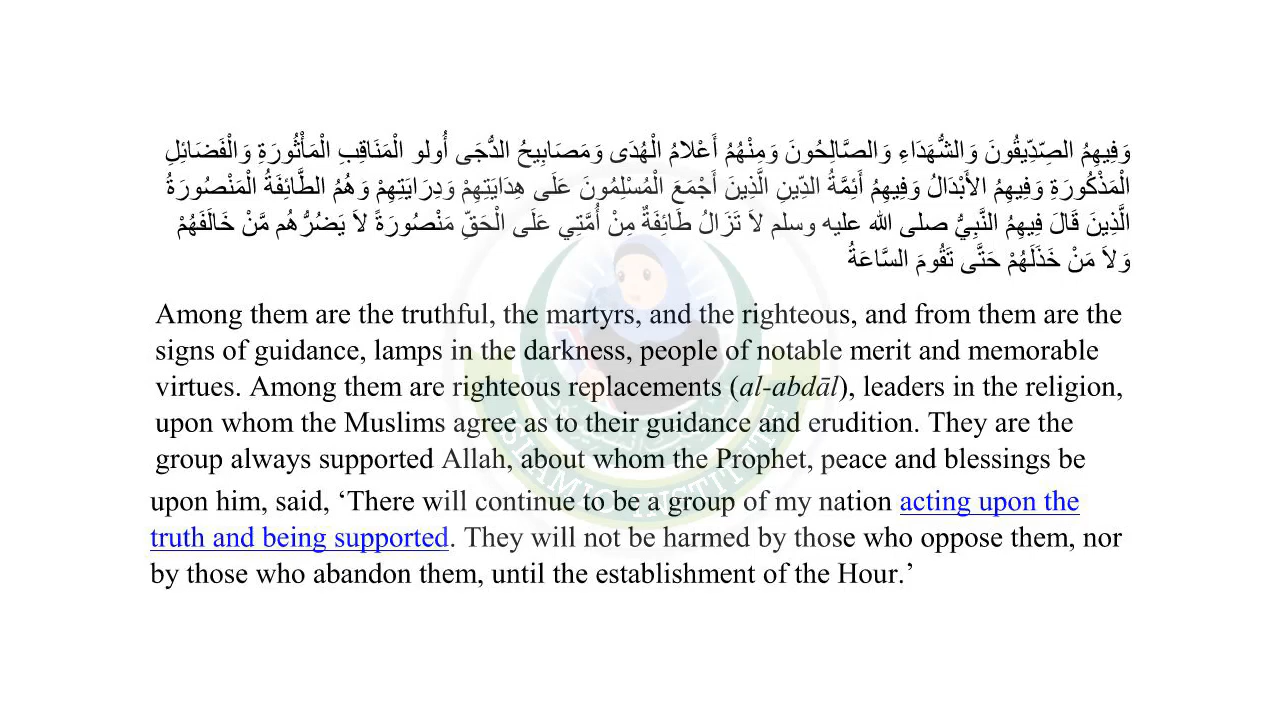 وَفِيهِمُ الصِّدِّيقُونَ وَالشُّهَدَاءِ وَالصَّالِحُونَ وَمِنْهُمُ أَعْلامُ الْهُدَى وَمَصَابِيحُ الدُّجَى أُولو الْمَنَاقِبِ الْمَأْثُورَةِ وَالْفَضَائِلِ
الْمَذْكُورَةِ وَفِيهِمُ الأَبْدَالُ وَفِيهِمُ أَئِمَّةُ الدِّينِ الَّذِينَ أَجْمَعَ الْمُسْلِمُونَ عَلَى هِدَايَتِهِمْ وَدِرَايَتِهِمْ وَهُمُ الطَّائِفَةُ الْمَنْصُورَةُ
الَّذِينَ قَالَ فِيهِمُ النَّبِيُّ صلى الله عليه وسلم لاَ تَزَالُ طَائِفَةٌ مِنْ أُمَّتِي عَلَى الْحَقِّ مَنْصُورَةً لاَ يَضُرُّهُم مَّنْ خَالَفَهُمْ
وَلاَ مَنْ خَذَلَهُمْ حَتَّى تَقُومَ السَّاعَةُ
Among them are the truthful, the martyrs, and the righteous, and from them are the
signs of guidance, lamps in the darkness, people of notable merit and memorable
virtues. Among them are righteous replacements (al-abdāl), leaders in the religion,
upon whom the Muslims agree as to their guidance and erudition. They are the
group always supported Allah, about whom the Prophet, peace and blessings be
upon him, said, ‘There will continue to be a group of my nation acting upon the
truth and being supported. They will not be harmed by those who oppose them, nor
by those who abandon them, until the establishment of the Hour.’